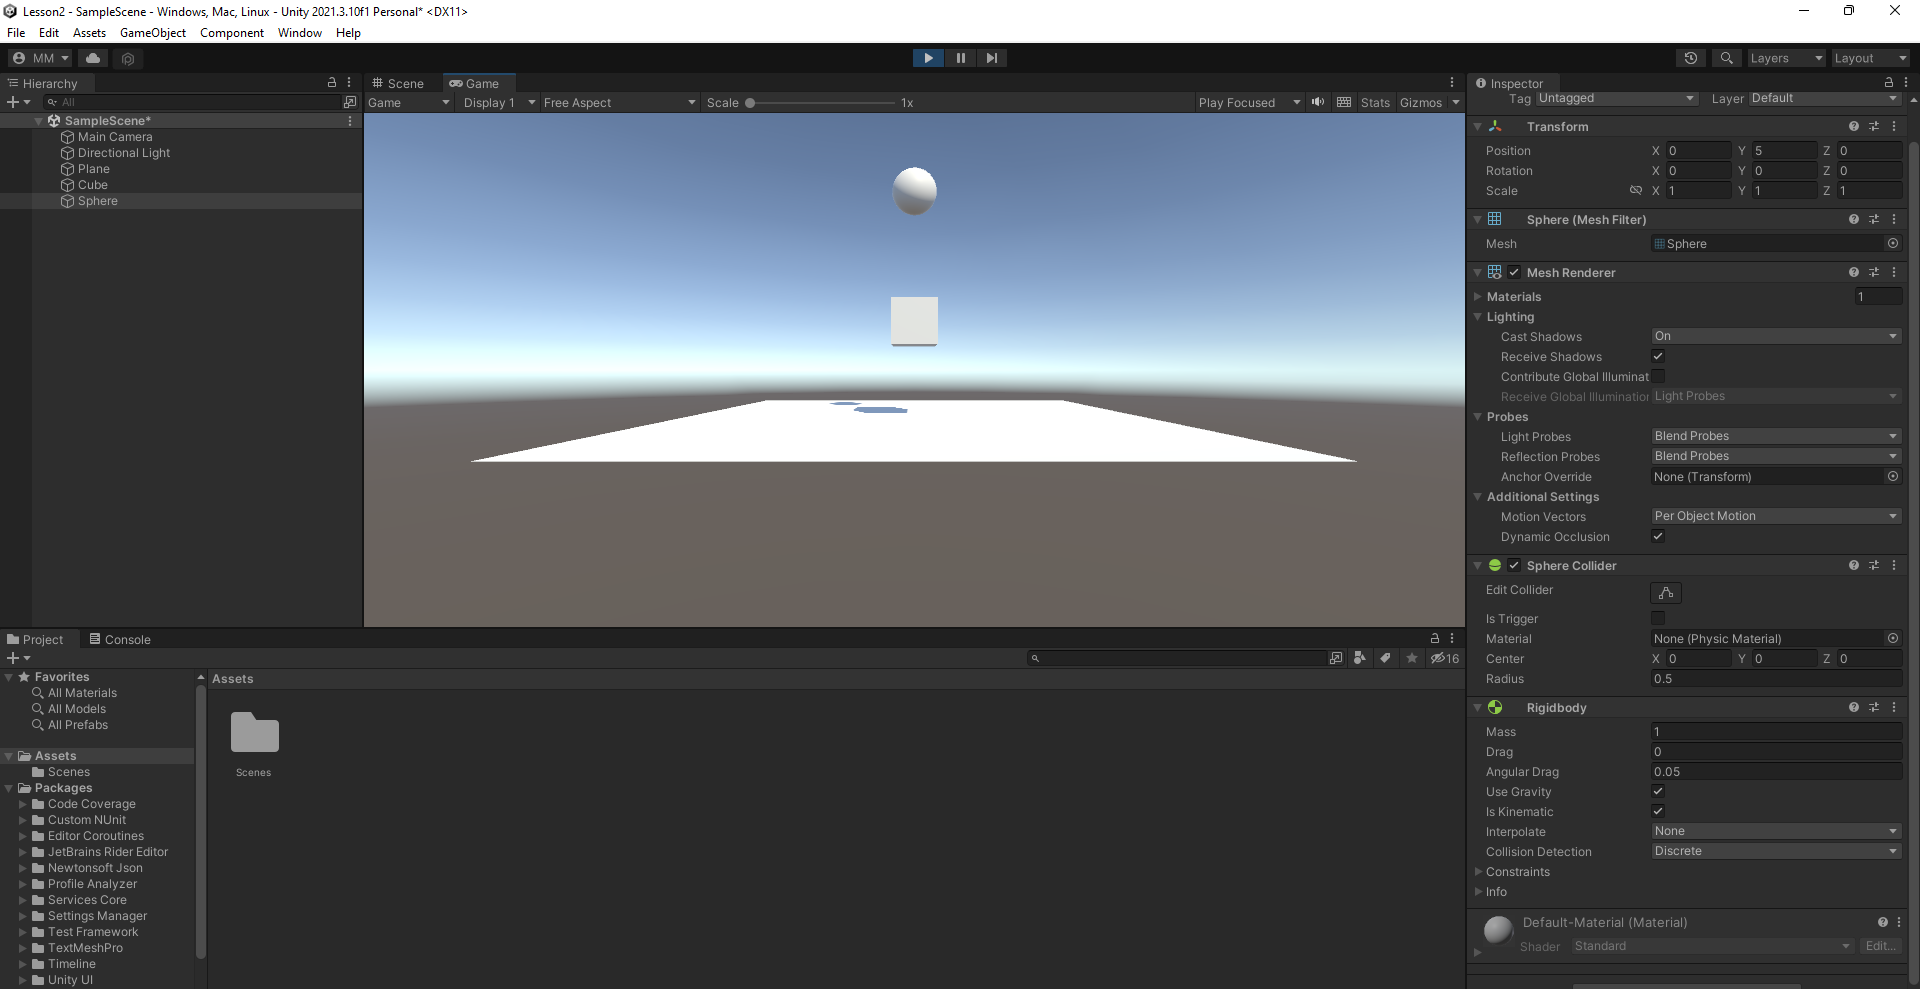 Lesson2 - SampleScene - Windows, Mac, Linux - Unity 2021.3.10f1 Personal* <DX11>
File Edit Assets GameObject Component Window Help
MM Layers Layout
Hierarchy
All
SampleScene*
Main Camera
Directional Light
Plane
Cube
Sphere
Scene Game
Game Display 1 Free Aspect Scale 1x Play Focused Stats Gizmos
Inspector
Tag Untagged Layer Default
Transform
Position X 0 Y 5 Z 0
Rotation X 0 Y 0 Z 0
Scale X 1 Y 1 Z 1
Sphere (Mesh Filter)
Mesh Sphere
Mesh Renderer
Materials 1
Lighting
Cast Shadows On
Receive Shadows
Contribute Global Illuminat
Receive Global Illumination Light Probes
Probes
Light Probes Blend Probes
Reflection Probes Blend Probes
Anchor Override None (Transform)
Additional Settings
Motion Vectors Per Object Motion
Dynamic Occlusion
Sphere Collider
Edit Collider
Is Trigger
Material None (Physic Material)
Center X 0 Y 0 Z 0
Radius 0.5
Rigidbody
Mass 1
Drag 0
Angular Drag 0.05
Use Gravity
Is Kinematic
Interpolate None
Collision Detection Discrete
Constraints
Info
Default-Material (Material)
Shader Standard Edit...
Project Console
16
Favorites
All Materials
All Models
All Prefabs
Assets
Scenes
Packages
Code Coverage
Custom NUnit
Editor Coroutines
JetBrains Rider Editor
Newtonsoft Json
Profile Analyzer
Services Core
Settings Manager
Test Framework
TextMeshPro
Timeline
Unity UI
Assets
Scenes